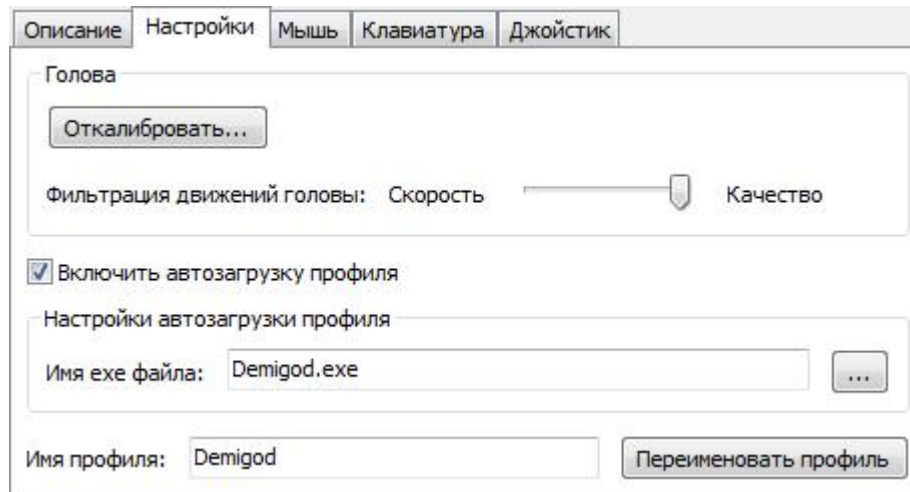 Описание Настройки Мышь Клавиатура Джойстик
Голова
Откалибровать...
Фильтрация движений головы: Скорость Качество
Включить автозагрузку профиля
Настройки автозагрузки профиля
Имя exe файла: Demigod.exe ...
Имя профиля: Demigod Переименовать профиль